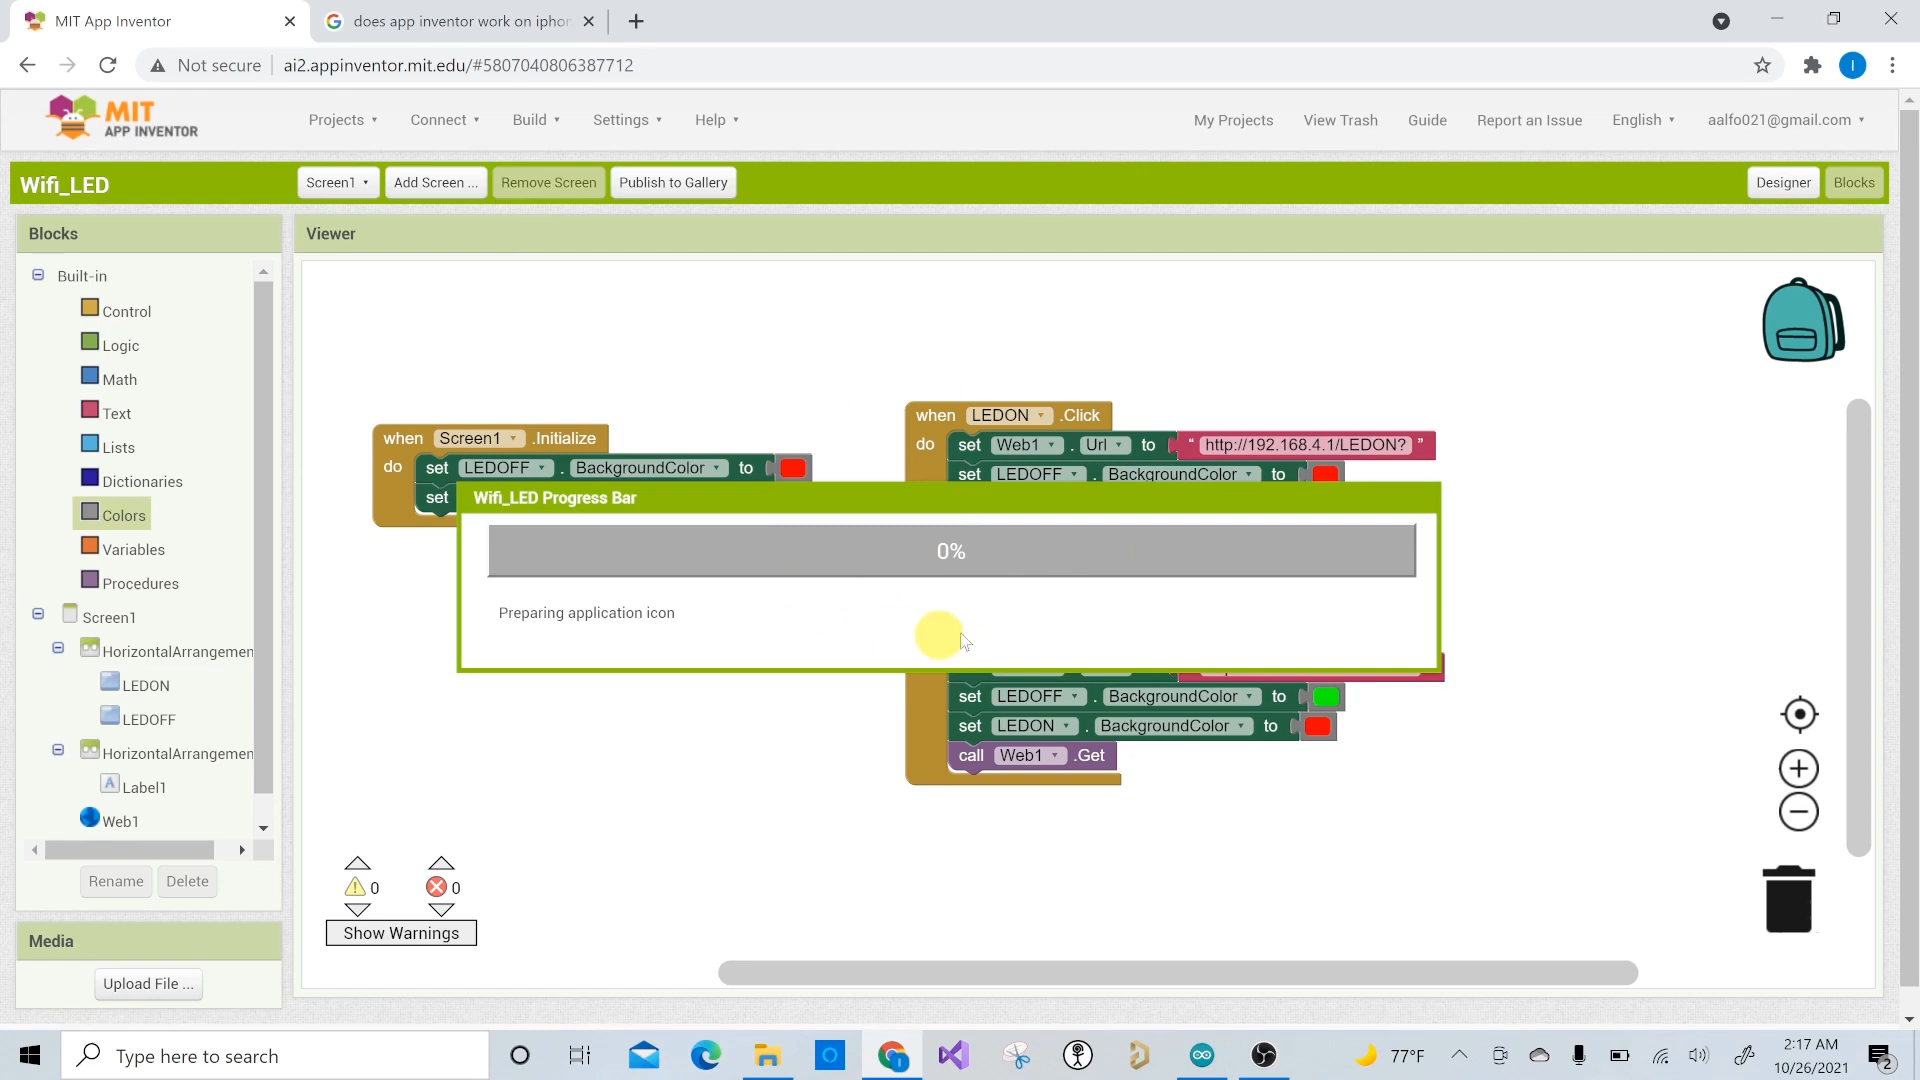 MIT App Inventor
does app inventor work on iphor
Not secure
ai2.appinventor.mit.edu/#5807040806387712
I
MIT
APP INVENTOR
Projects
Connect
Build
Settings
Help
My Projects
View Trash
Guide
Report an Issue
English
aalfo021@gmail.com
Wifi_LED
Screen1
Add Screen ...
Remove Screen
Publish to Gallery
Designer
Blocks
Blocks
Viewer
Built-in
Control
Logic
Math
Text
Lists
Dictionaries
Colors
Variables
Procedures
Screen1
HorizontalArrangemen
LEDON
LEDOFF
HorizontalArrangemen
A Label1
Web1
Rename
Delete
Media
Upload File ...
when Screen1 .Initialize
do set LEDOFF . BackgroundColor to
set
when LEDON .Click
do set Web1 . Url to “ http://192.168.4.1/LEDON? ”
set LEDOFF . BackgroundColor to
Wifi_LED Progress Bar
0%
Preparing application icon
set LEDOFF . BackgroundColor to
set LEDON . BackgroundColor to
call Web1 .Get
0
0
Show Warnings
Type here to search
77°F
2:17 AM
10/26/2021
2